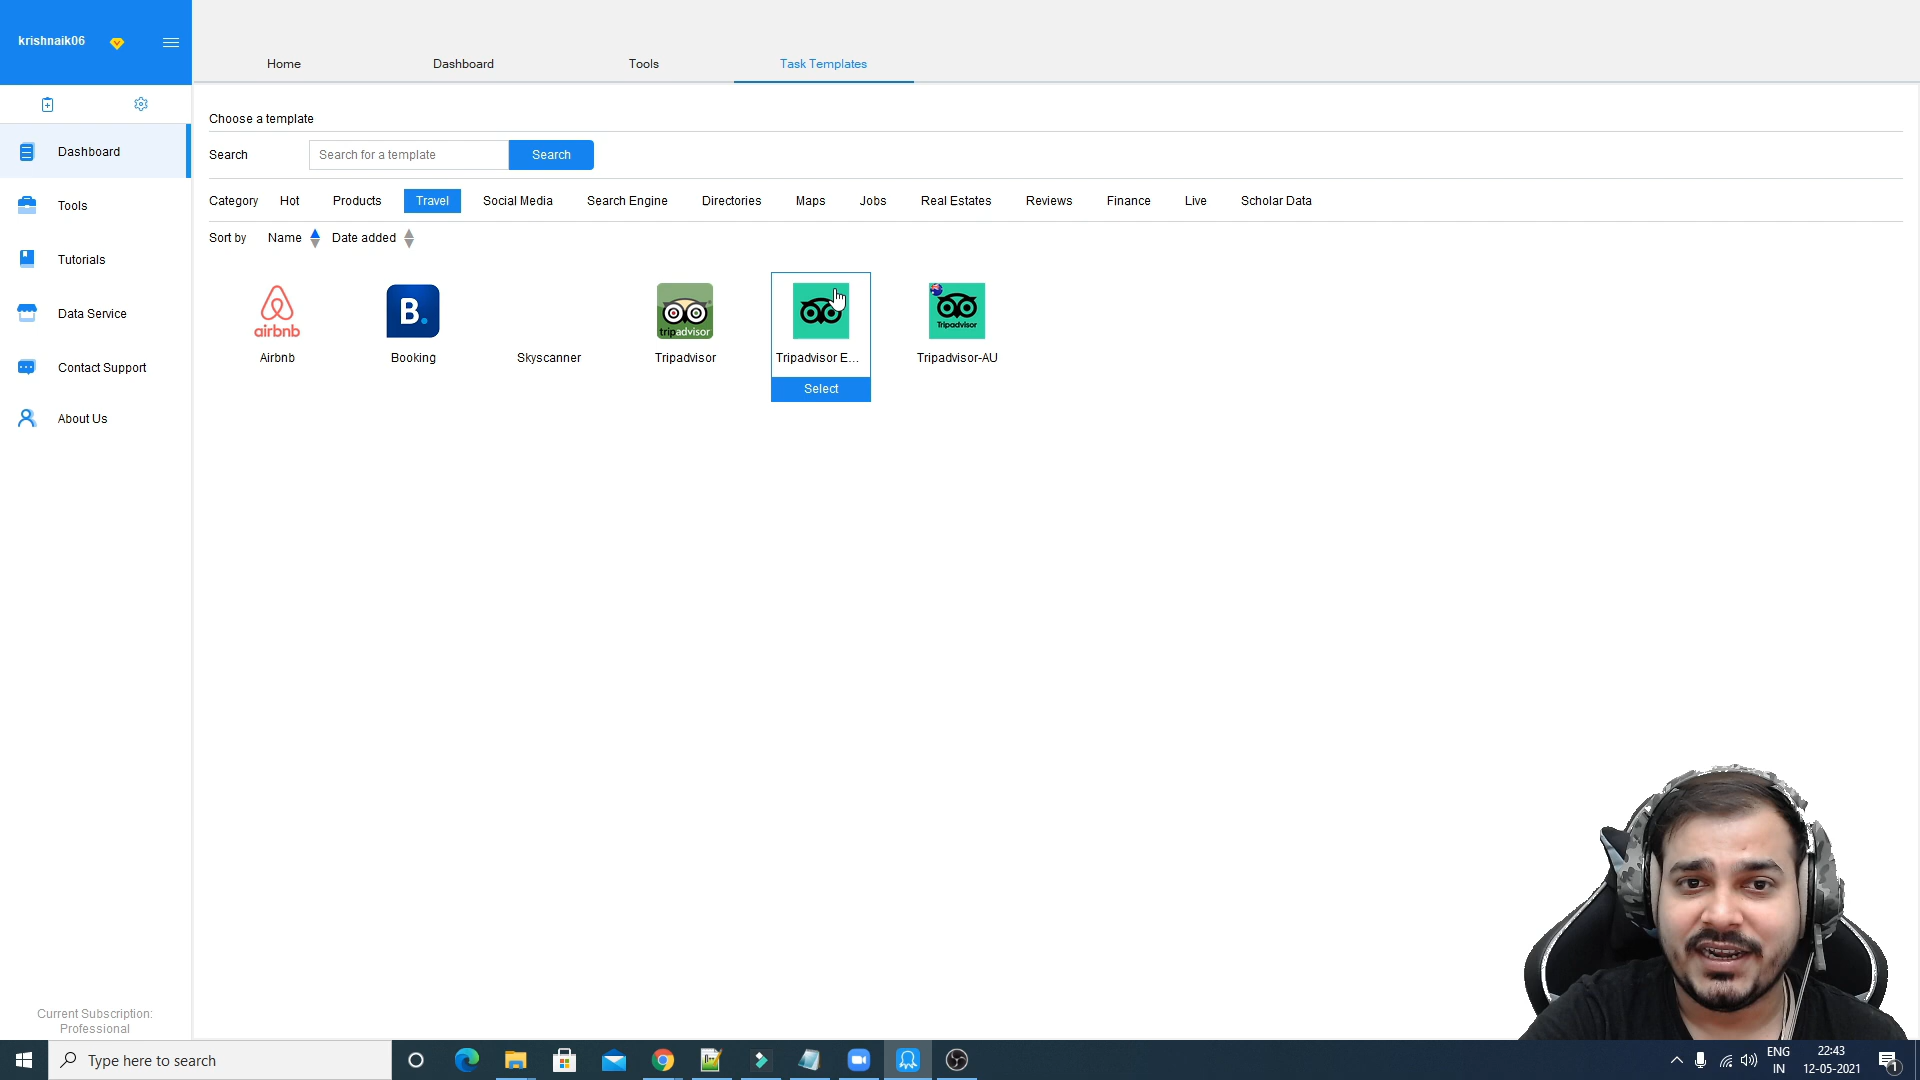 krishnaik06
Home Dashboard Tools Task Templates
Choose a template
Search Search for a template Search
Category Hot Products Travel Social Media Search Engine Directories Maps Jobs Real Estates Reviews Finance Live Scholar Data
Sort by Name Date added
Dashboard
Tools
Tutorials
Data Service
Contact Support
About Us
airbnb
Airbnb
B.
Booking
Skyscanner
tripadvisor
Tripadvisor
Tripadvisor E...
Select
Tripadvisor
Tripadvisor-AU
Current Subscription:
Professional
Type here to search
ENG
IN
22:43
12-05-2021
1